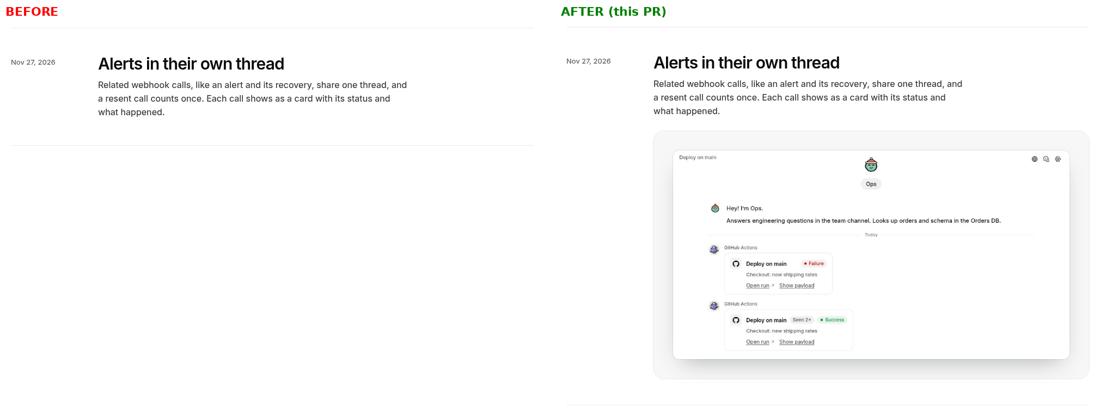 BEFORE
Nov 27, 2026
Alerts in their own thread
Related webhook calls, like an alert and its recovery, share one thread, and
a resent call counts once. Each call shows as a card with its status and
what happened.
AFTER (this PR)
Nov 27, 2026
Alerts in their own thread
Related webhook calls, like an alert and its recovery, share one thread, and
a resent call counts once. Each call shows as a card with its status and
what happened.
Deploy on main
Ops
Hey! I'm Ops.
Answers engineering questions in the team channel. Looks up orders and schema in the Orders DB.
Today
GitHub Actions
Deploy on main Failure
Checkout: new shipping rates
Open run Show payload
GitHub Actions
Deploy on main Seen 2× Success
Checkout: new shipping rates
Open run Show payload